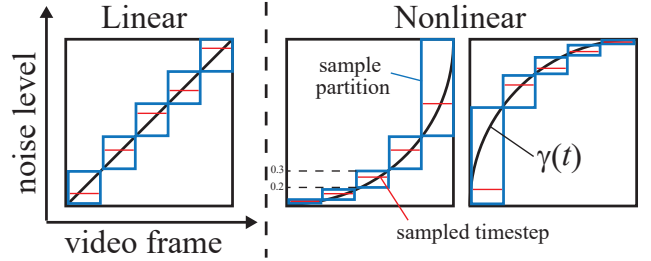 Linear
Nonlinear
noise level
sample
partition
0.3
0.2
γ(t)
sampled timestep
video frame